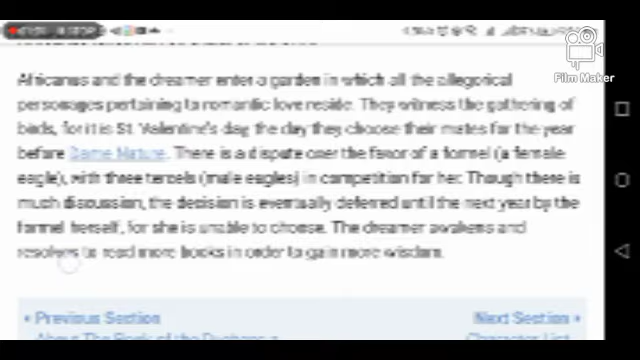 Film Maker
Africanus and the dreamer enter a garden in which all the allegorical
personages pertaining to romantic love reside. They witness the gathering of
birds, for it is St. Valentine's day, the day they choose their mates for the year
before Dame Nature. There is a dispute over the favor of a formel (a female
eagle), with three tercels (male eagles) in competition for her. Though there is
much discussion, the decision is eventually deferred until the next year by the
formel herself, for she is unable to choose. The dreamer awakens and
resolves to read more books in order to gain more wisdom.
Previous Section
Next Section
About The Book of the Duchess
Character List